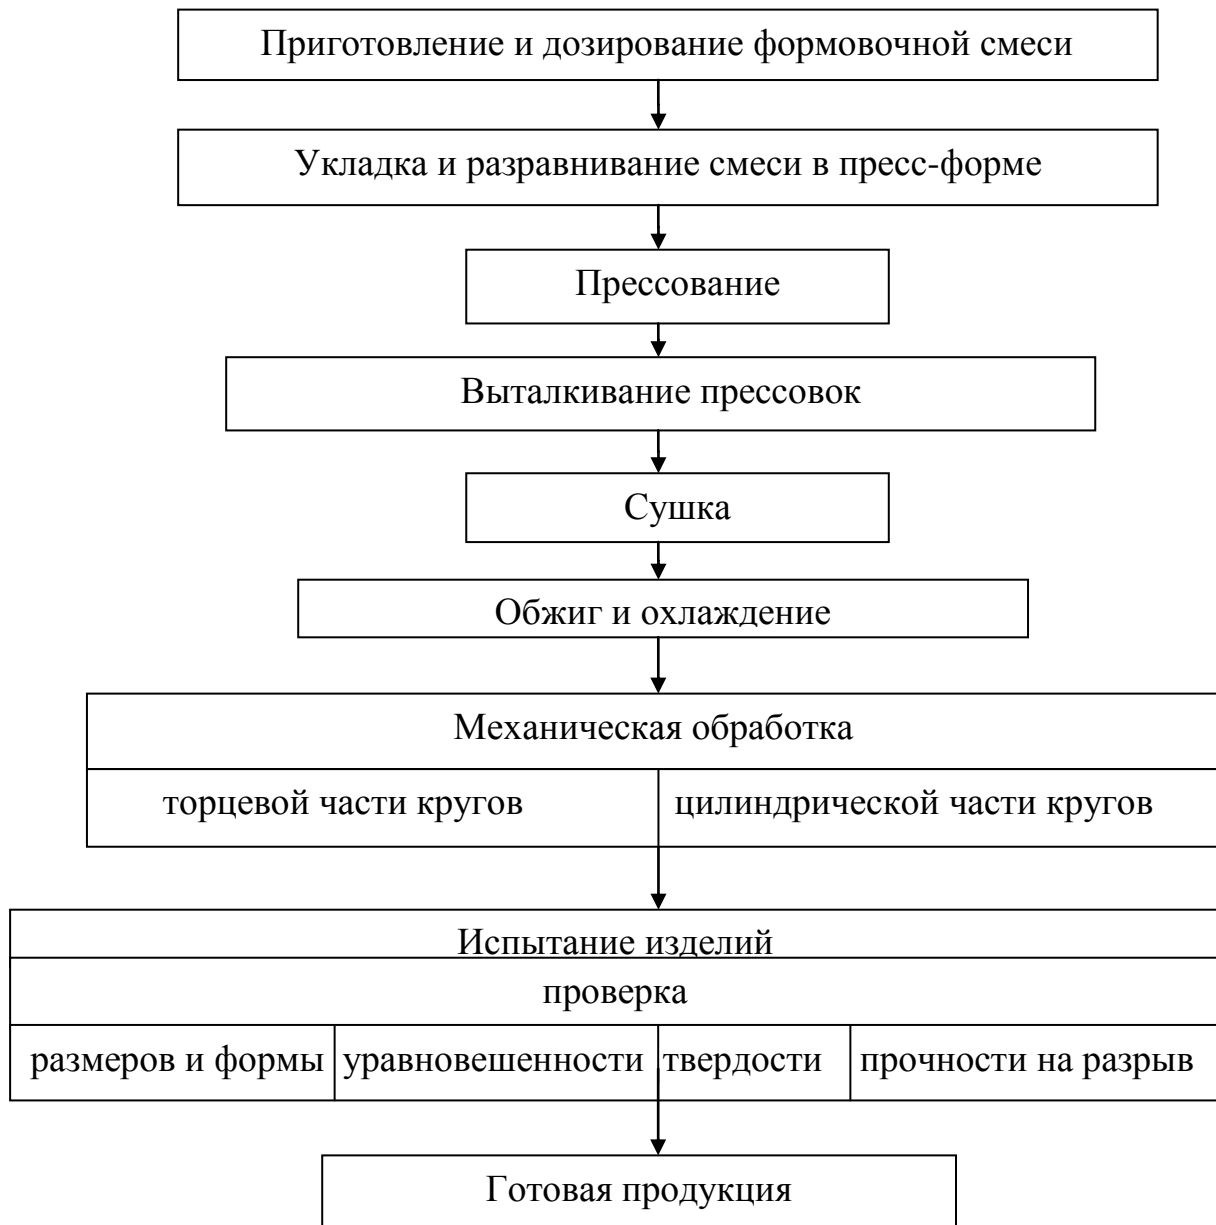 Приготовление и дозирование формовочной смеси
Укладка и разравнивание смеси в пресс-форме
Прессование
Выталкивание прессовок
Сушка
Обжиг и охлаждение
Механическая обработка
торцевой части кругов
цилиндрической части кругов
Испытание изделий
проверка
размеров и формы
уравновешенности
твердости
прочности на разрыв
Готовая продукция